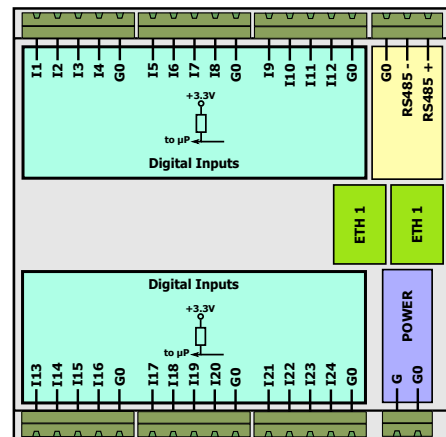 I1 I2 I3 I4 G0 I5 I6 I7 I8 G0 I9 I10 I11 I12 G0 G0 RS485 - RS485 +
+3.3V
to µP
Digital Inputs
ETH 1 ETH 1
Digital Inputs
+3.3V
POWER
to µP
I13 I14 I15 I16 G0 I17 I18 I19 I20 G0 I21 I22 I23 I24 G0 G G0